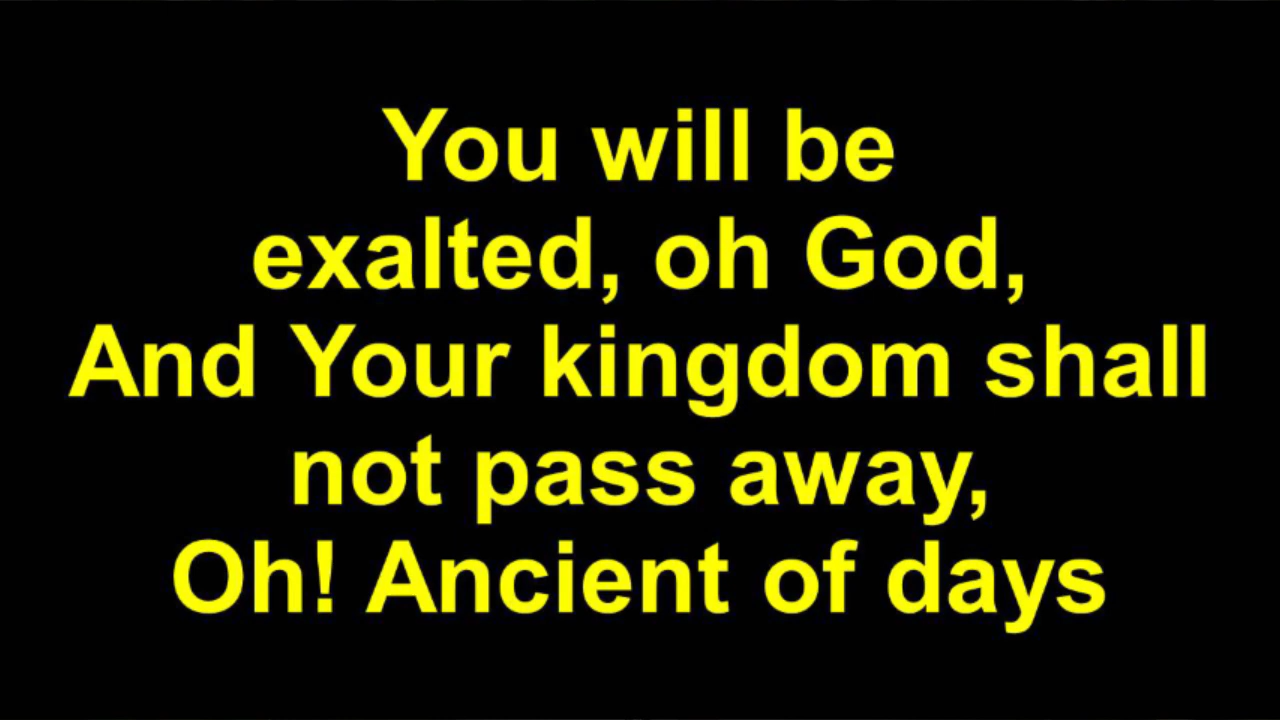 You will be
exalted, oh God,
And Your kingdom shall
not pass away,
Oh! Ancient of days